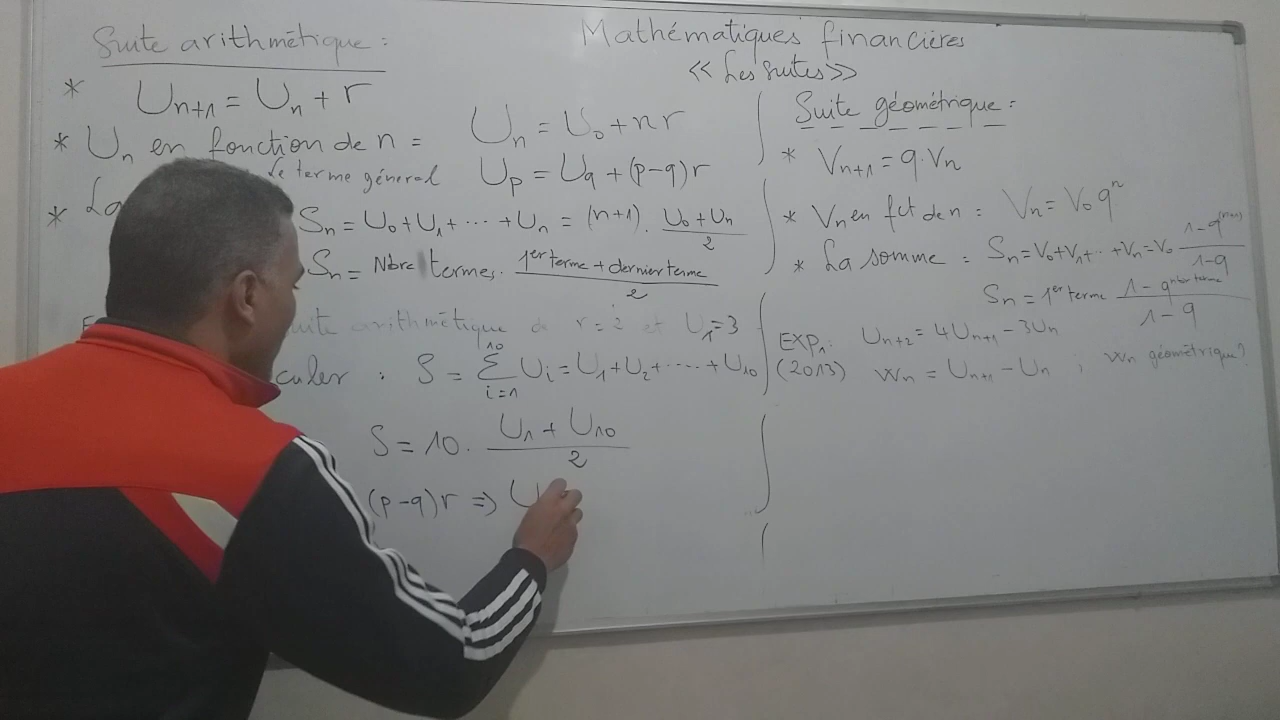 Mathématiques financières
<< Les suites >>
Suite arithmétique :
* Un+1 = Un + r
* Un en fonction de n = Un = U0 + nr
Le terme général Up = Uq + (p-q)r
* La Sn = U0 + U1 + ... + Un = (n+1). (U0 + Un)/2
Sn = Nbre termes. (1er terme + dernier terme)/2
suite arithmétique de r = 2 et U1 = 3
culer : S = Σ(i=1 → 10) Ui = U1 + U2 + ..... + U10
S = 10. (U1 + U10)/2
(p-q)r => U
Suite géométrique :
* Vn+1 = q.Vn
* Vn en fct de n : Vn = V0 q^n
* La somme : Sn = V0 + V1 + .. + Vn = V0 (1-q^(n+1))/(1-q)
Sn = 1er terme (1-q^nbr terme)/(1-q)
EXP1: Un+2 = 4Un+1 - 3Un
(2013) Wn = Un+1 - Un ; Wn géométrique?